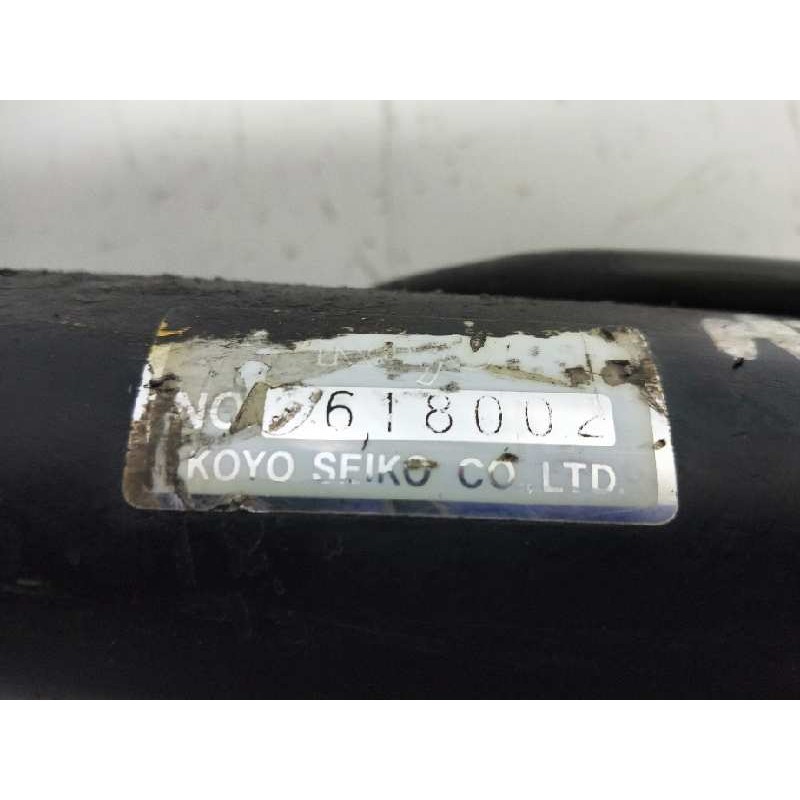 NO 618002
KOYO SEIKO CO.,LTD.